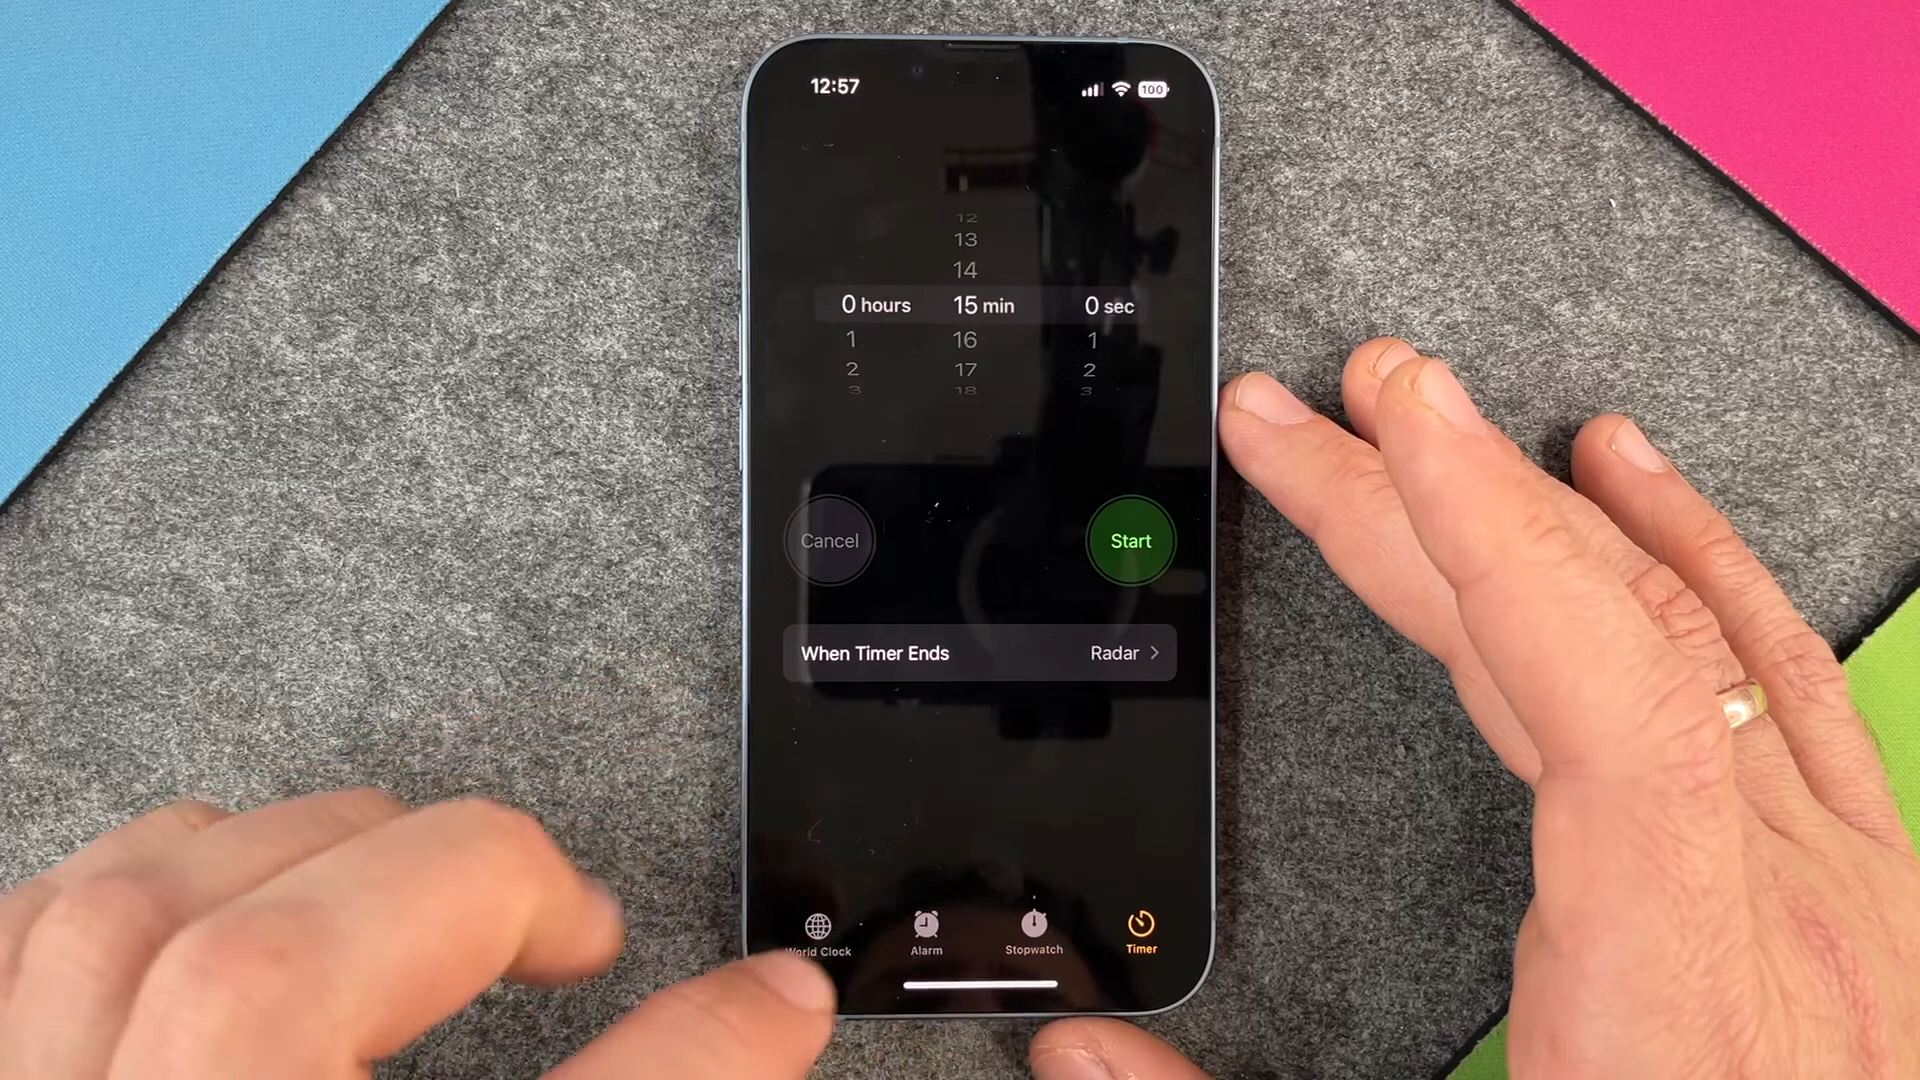 12:57
100
12
13
14
0 hours 15 min 0 sec
1 16 1
2 17 2
3 18 3
Cancel Start
When Timer Ends Radar
World Clock Alarm Stopwatch Timer